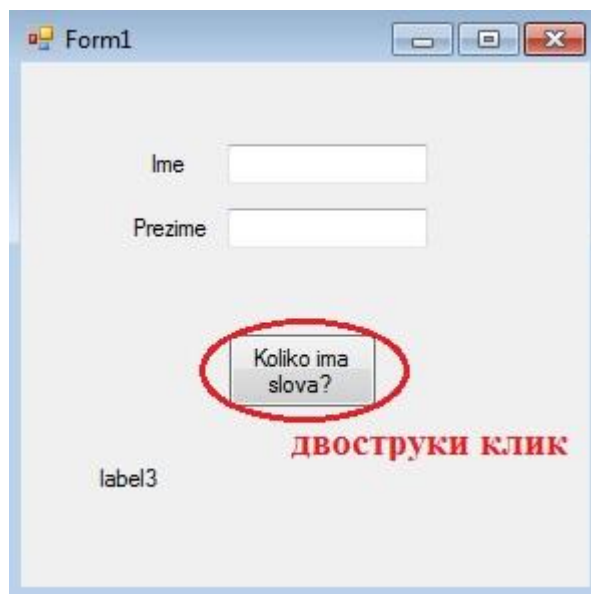 Form1
Ime
Prezime
Koliko ima
slova?
двоструки клик
label3